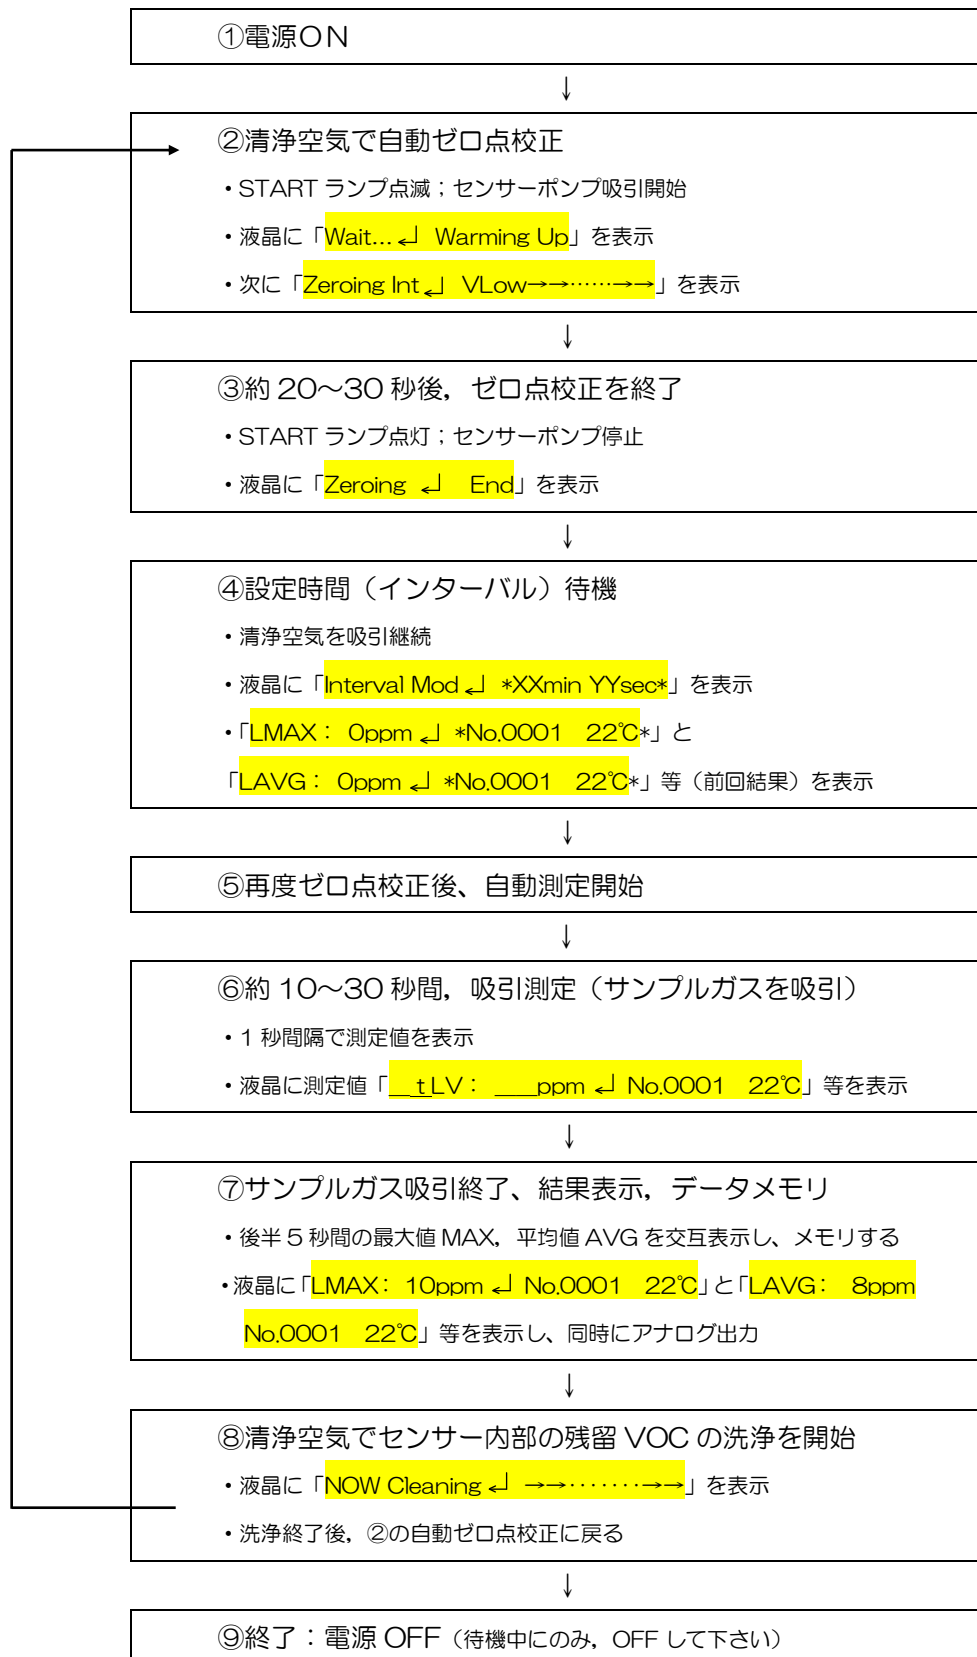 ①電源ON
↓
②清浄空気で自動ゼロ点校正
・START ランプ点滅；センサーポンプ吸引開始
・液晶に「Wait…↲ Warming Up」を表示
・次に「Zeroing Int↲ VLow→→……→→」を表示
↓
③約 20～30 秒後，ゼロ点校正を終了
・START ランプ点灯；センサーポンプ停止
・液晶に「Zeroing ↲ End」を表示
↓
④設定時間（インターバル）待機
・清浄空気を吸引継続
・液晶に「Interval Mod↲ *XXmin YYsec*」を表示
・「LMAX： 0ppm↲ *No.0001 22℃*」と
「LAVG： 0ppm↲ *No.0001 22℃*」等（前回結果）を表示
↓
⑤再度ゼロ点校正後、自動測定開始
↓
⑥約 10～30 秒間，吸引測定（サンプルガスを吸引）
・1 秒間隔で測定値を表示
・液晶に測定値「__tLV： ___ppm↲ No.0001 22℃」等を表示
↓
⑦サンプルガス吸引終了、結果表示，データメモリ
・後半 5 秒間の最大値 MAX，平均値 AVG を交互表示し、メモリする
・液晶に「LMAX： 10ppm↲ No.0001 22℃」と「LAVG： 8ppm
No.0001 22℃」等を表示し、同時にアナログ出力
↓
⑧清浄空気でセンサー内部の残留 VOC の洗浄を開始
・液晶に「NOW Cleaning↲ →→‥‥‥‥→→」を表示
・洗浄終了後，②の自動ゼロ点校正に戻る
↓
⑨終了：電源 OFF（待機中にのみ，OFF して下さい）